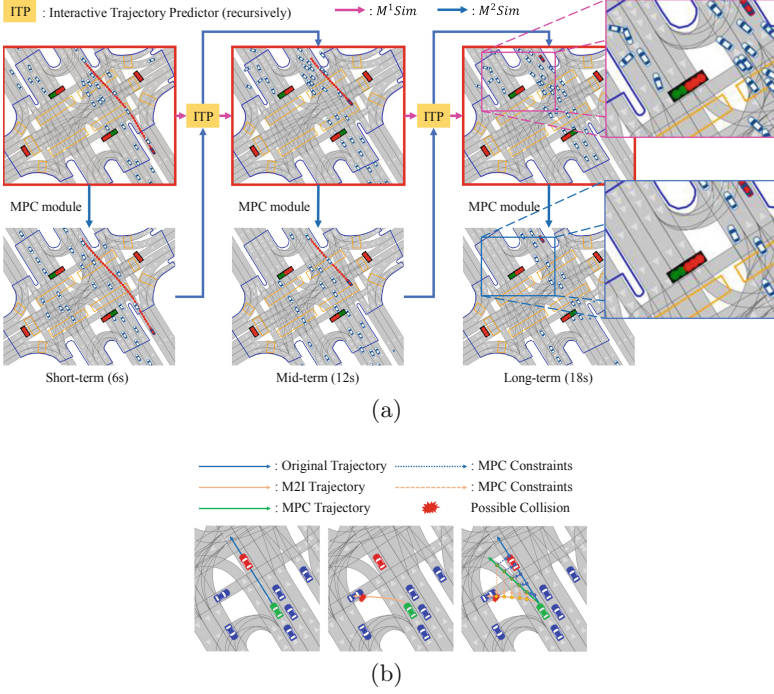 ITP : Interactive Trajectory Predictor (recursively) : M¹Sim : M²Sim
ITP ITP
MPC module MPC module MPC module
Short-term (6s) Mid-term (12s) Long-term (18s)
(a)
: Original Trajectory : MPC Constraints
: M2I Trajectory : MPC Constraints
: MPC Trajectory Possible Collision
(b)